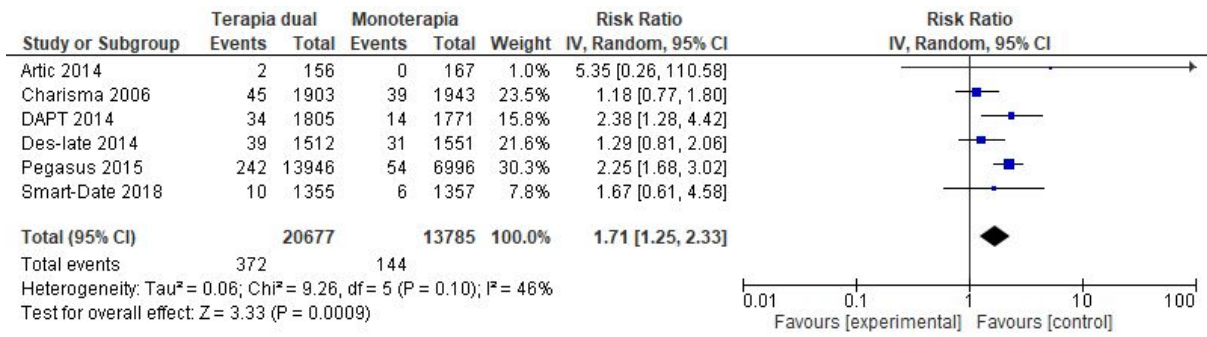 Terapia dual Monoterapia Risk Ratio Risk Ratio
Study or Subgroup Events Total Events Total Weight IV, Random, 95% CI IV, Random, 95% CI
Artic 2014 2 156 0 167 1.0% 5.35 [0.26, 110.58]
Charisma 2006 45 1903 39 1943 23.5% 1.18 [0.77, 1.80]
DAPT 2014 34 1805 14 1771 15.8% 2.38 [1.28, 4.42]
Des-late 2014 39 1512 31 1551 21.6% 1.29 [0.81, 2.06]
Pegasus 2015 242 13946 54 6996 30.3% 2.25 [1.68, 3.02]
Smart-Date 2018 10 1355 6 1357 7.8% 1.67 [0.61, 4.58]
Total (95% CI) 20677 13785 100.0% 1.71 [1.25, 2.33]
Total events 372 144
Heterogeneity: Tau² = 0.06; Chi² = 9.26, df = 5 (P = 0.10); I² = 46%
Test for overall effect: Z = 3.33 (P = 0.0009)
0.01 0.1 1 10 100
Favours [experimental] Favours [control]